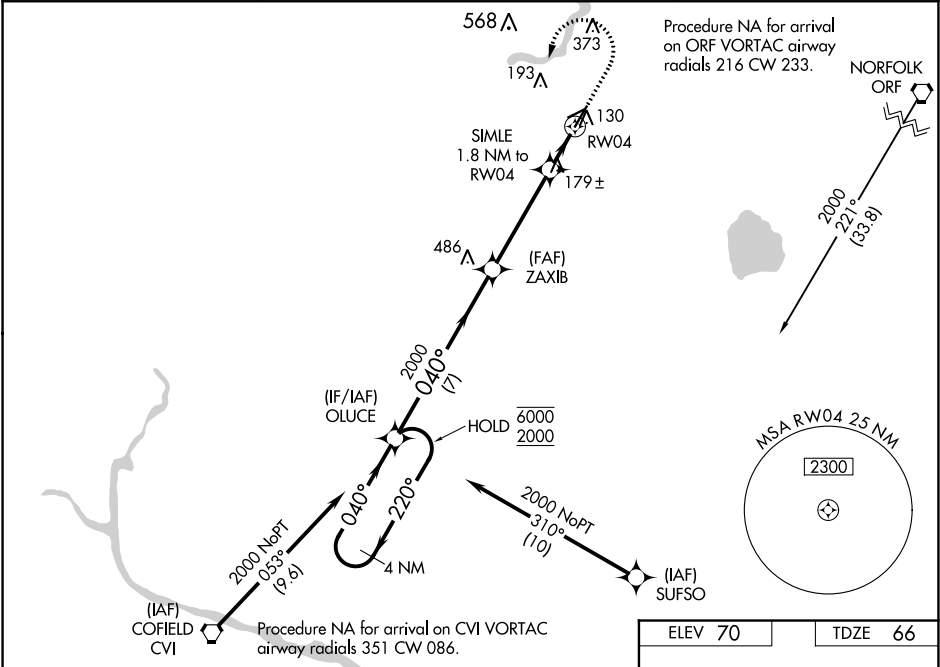 568
373
193
Procedure NA for arrival
on ORF VORTAC airway
radials 216 CW 233.
NORFOLK
ORF
130
RW04
SIMLE
1.8 NM to
RW04
179±
2000
221°
(33.8)
486
(FAF)
ZAXIB
2000
040°
(7)
(IF/IAF)
OLUCE
HOLD
6000
2000
MSA RW04 25 NM
2300
040°
220°
4 NM
2000 NoPT
053°
(9.6)
2000 NoPT
310°
(10)
(IAF)
SUFSO
(IAF)
COFIELD
CVI
Procedure NA for arrival on CVI VORTAC
airway radials 351 CW 086.
ELEV 70
TDZE 66